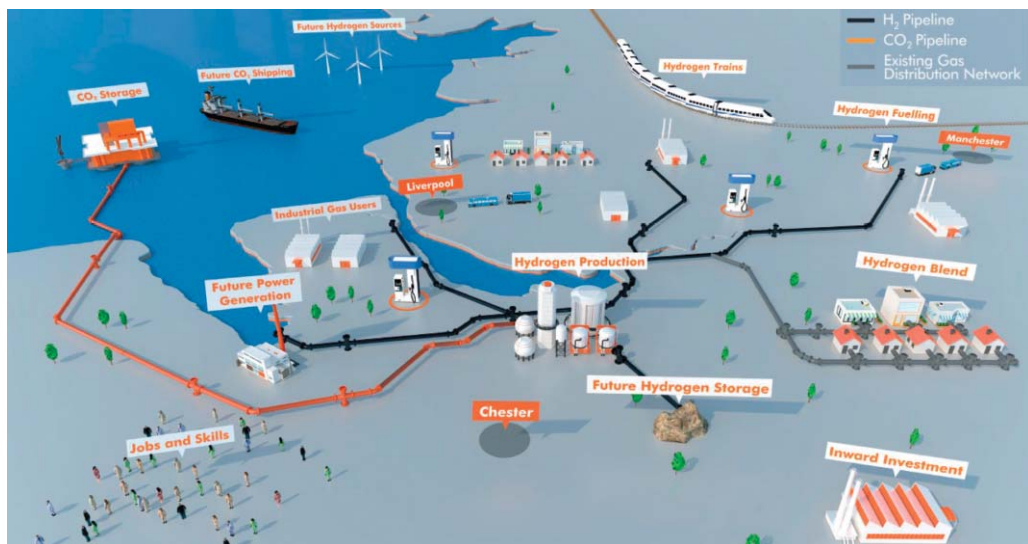 Future Hydrogen Sources
H₂ Pipeline
CO₂ Pipeline
Existing Gas
Distribution Network
CO₂ Storage
Future CO₂ Shipping
Hydrogen Trains
Hydrogen Fuelling
Manchester
Liverpool
Industrial Gas Users
Hydrogen Production
Hydrogen Blend
Future Power
Generation
Future Hydrogen Storage
Chester
Jobs and Skills
Inward Investment